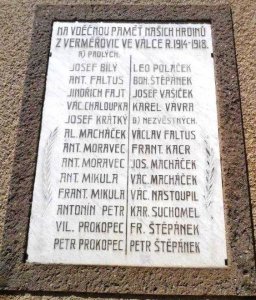 NA VDĚČNOU PAMĚŤ NAŠICH HRDINŮ
Z VERMĚŘOVIC VE VÁLCE R. 1914-1918.
A) PADLÝCH.
JOSEF BÍLÝ
ANT. FALTUS
JINDŘICH FAJT
VÁC. CHALOUPKA
JOSEF KRÁTKÝ
AL. MACHÁČEK
ANT. MORAVEC
ANT. MORAVEC
ANT. MIKULA
FRANT. MIKULA
ANTONÍN PETR
VIL. PROKOPEC
PETR PROKOPEC
LEO POLÁČEK
BOH. ŠTĚPÁNEK
JOSEF VAŠÍČEK
KAREL VÁVRA
B) NEZVĚSTNÝCH.
VÁCLAV FALTUS
FRANT. KACR
JOS. MACHÁČEK
VÁC. MACHÁČEK
VÁC. NASTOUPIL
KAR. SUCHOMEL
FR. ŠTĚPÁNEK
PETR ŠTĚPÁNEK